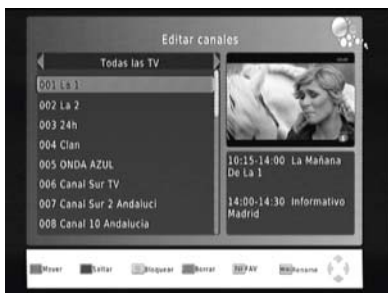 Editar canales
Todas las TV
001 La 1
002 La 2
003 24h
004 Clan
005 ONDA AZUL
006 Canal Sur TV
007 Canal Sur 2 Andaluci
008 Canal 10 Andalucia
10:15-14:00 La Mañana
De La 1
14:00-14:30 Informativo
Madrid
Mover
Saltar
Bloquear
Borrar
FAV
Rename